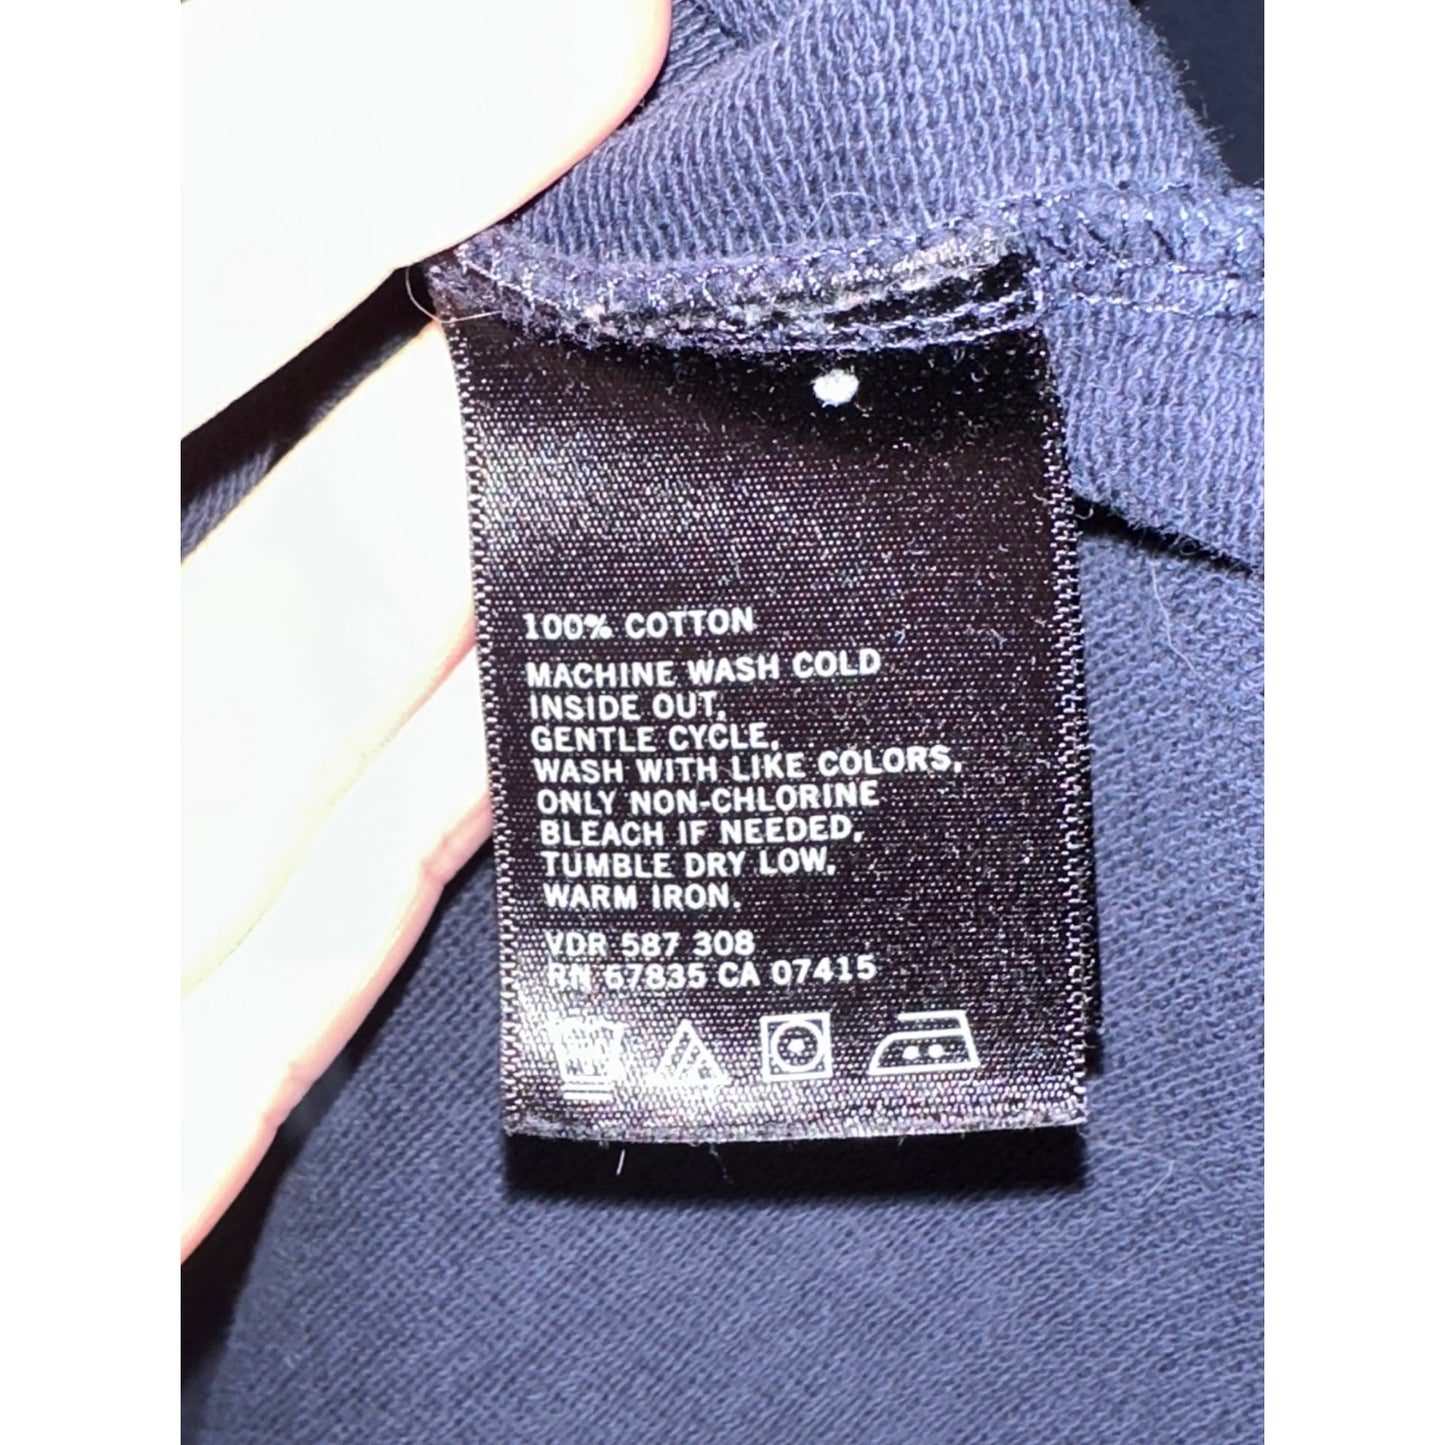 100% COTTON
MACHINE WASH COLD
INSIDE OUT,
GENTLE CYCLE,
WASH WITH LIKE COLORS,
ONLY NON-CHLORINE
BLEACH IF NEEDED,
TUMBLE DRY LOW,
WARM IRON.
VDR 587 308
RN 57835 CA 07415